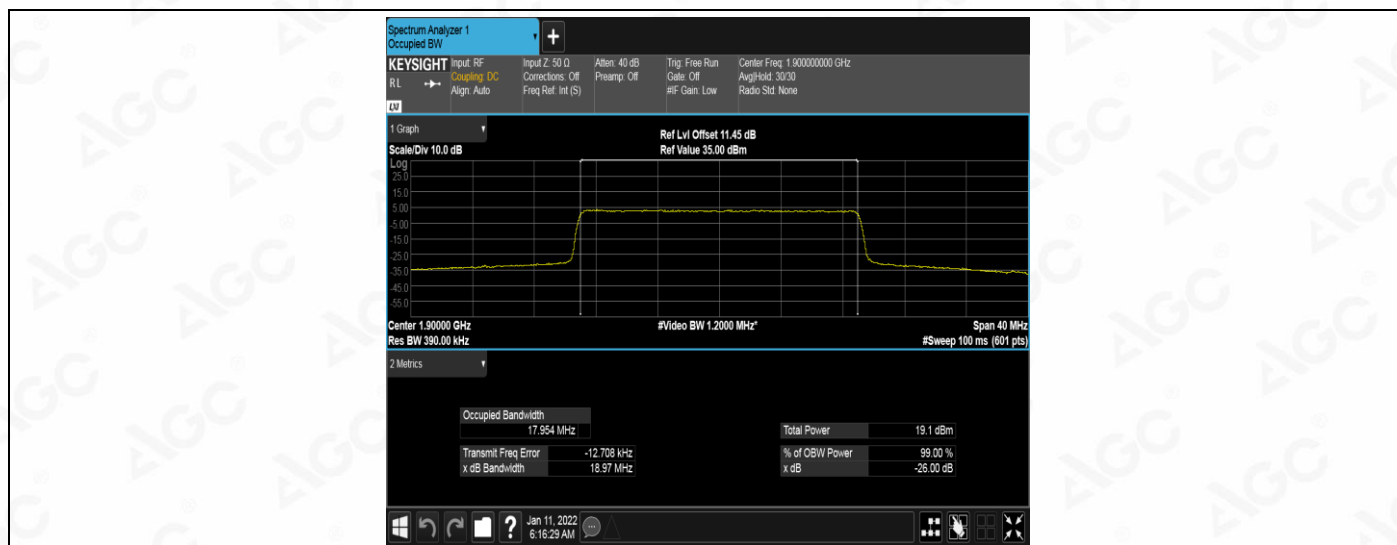 Spectrum Analyzer 1
Occupied BW
+
KEYSIGHT
R L
LXI
Input: RF
Coupling: DC
Align: Auto
Input Z: 50 Ω
Corrections: Off
Freq Ref: Int (S)
Atten: 40 dB
Preamp: Off
Trig: Free Run
Gate: Off
#IF Gain: Low
Center Freq: 1.900000000 GHz
Avg|Hold: 30/30
Radio Std: None
1 Graph
Scale/Div 10.0 dB
Ref Lvl Offset 11.45 dB
Ref Value 35.00 dBm
Log
25.0
15.0
5.00
-5.00
-15.0
-25.0
-35.0
-45.0
-55.0
Center 1.90000 GHz
#Video BW 1.2000 MHz*
Span 40 MHz
Res BW 390.00 kHz
#Sweep 100 ms (601 pts)
2 Metrics
Occupied Bandwidth
17.954 MHz
Transmit Freq Error -12.708 kHz
x dB Bandwidth 18.97 MHz
Total Power 19.1 dBm
% of OBW Power 99.00 %
x dB -26.00 dB
?
Jan 11, 2022
6:16:29 AM
AGC